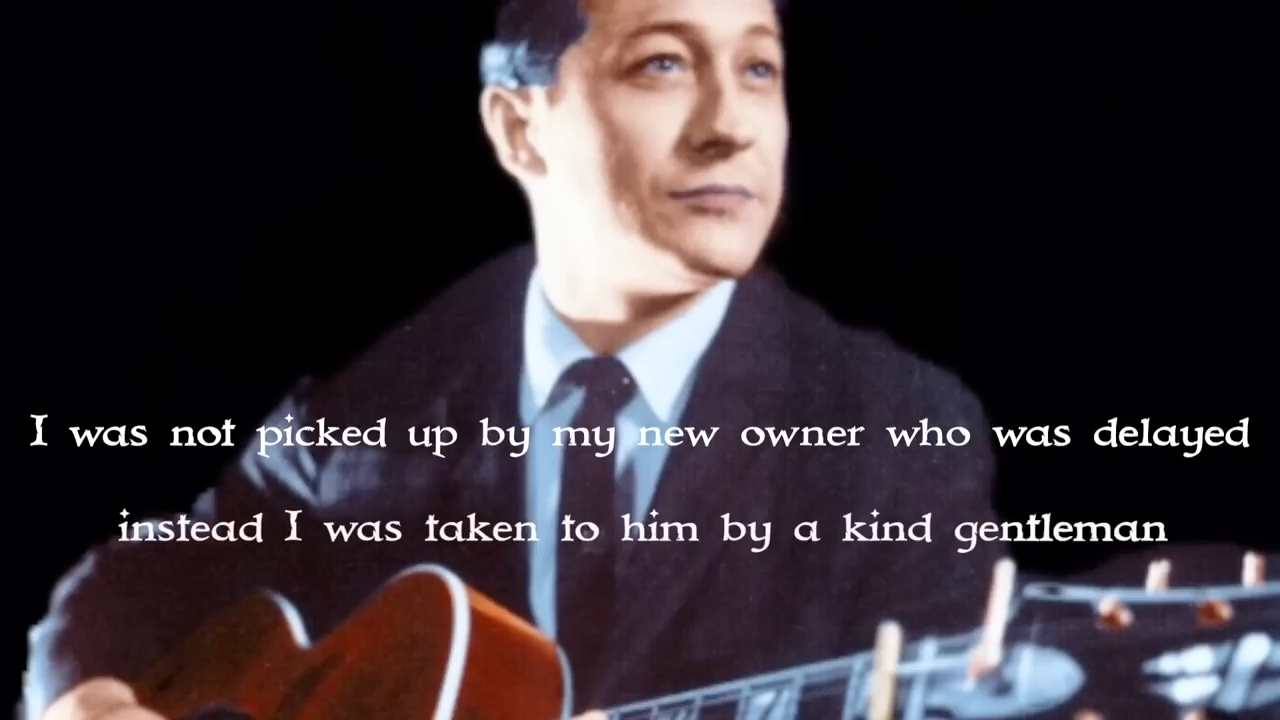 I was not picked up by my new owner who was delayed
instead I was taken to him by a kind gentleman